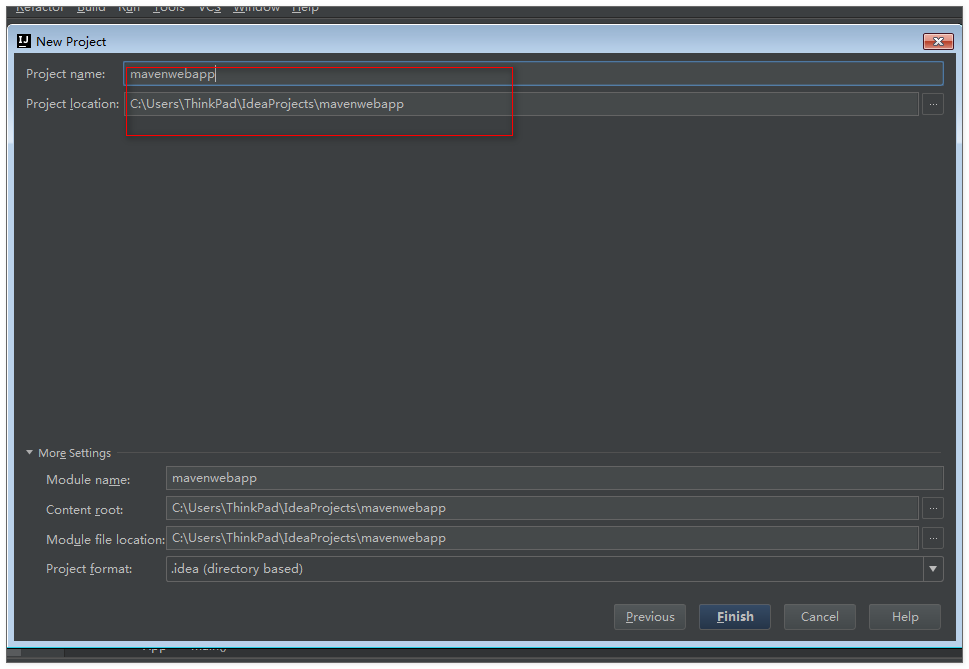 Refactor Build Run Tools VCS Window Help
New Project
Project name: mavenwebapp
Project location: C:\Users\ThinkPad\IdeaProjects\mavenwebapp ...
More Settings
Module name: mavenwebapp
Content root: C:\Users\ThinkPad\IdeaProjects\mavenwebapp ...
Module file location: C:\Users\ThinkPad\IdeaProjects\mavenwebapp ...
Project format: .idea (directory based)
Previous Finish Cancel Help